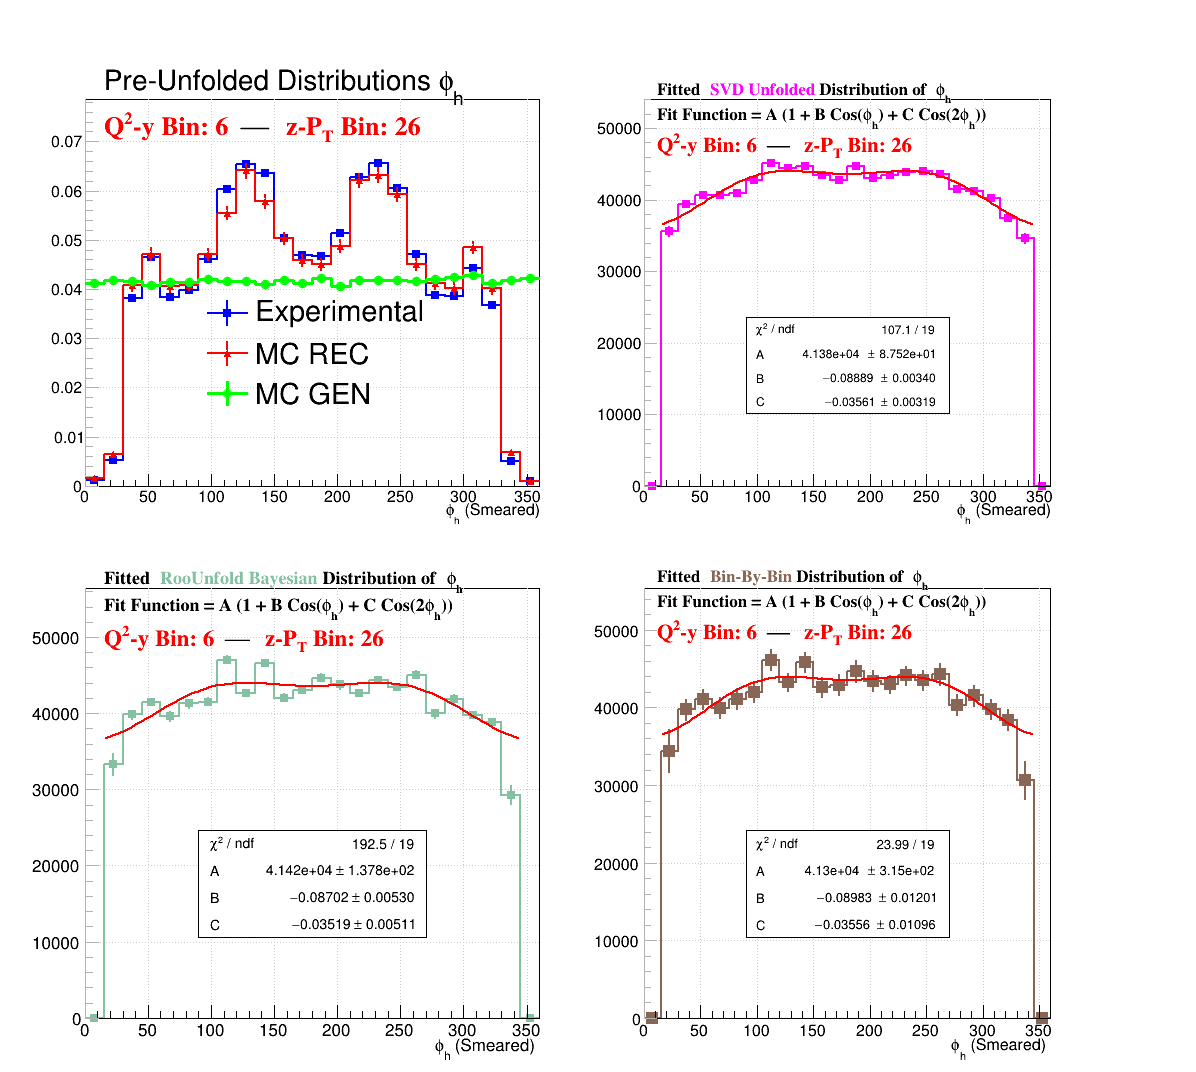 Pre-Unfolded Distributions ϕh
Q²-y Bin: 6 — z-PT Bin: 26
0.07
0.06
0.05
0.04
0.03
0.02
0.01
0
Experimental
MC REC
MC GEN
0 50 100 150 200 250 300 350
ϕh (Smeared)
Fitted SVD Unfolded Distribution of ϕh
Fit Function = A (1 + B Cos(ϕh) + C Cos(2ϕh))
Q²-y Bin: 6 — z-PT Bin: 26
50000
40000
30000
20000
10000
0
χ² / ndf 107.1 / 19
A 4.138e+04 ± 8.752e+01
B −0.08889 ± 0.00340
C −0.03561 ± 0.00319
0 50 100 150 200 250 300 350
ϕh (Smeared)
Fitted RooUnfold Bayesian Distribution of ϕh
Fit Function = A (1 + B Cos(ϕh) + C Cos(2ϕh))
Q²-y Bin: 6 — z-PT Bin: 26
50000
40000
30000
20000
10000
0
χ² / ndf 192.5 / 19
A 4.142e+04 ± 1.378e+02
B −0.08702 ± 0.00530
C −0.03519 ± 0.00511
0 50 100 150 200 250 300 350
ϕh (Smeared)
Fitted Bin-By-Bin Distribution of ϕh
Fit Function = A (1 + B Cos(ϕh) + C Cos(2ϕh))
Q²-y Bin: 6 — z-PT Bin: 26
50000
40000
30000
20000
10000
0
χ² / ndf 23.99 / 19
A 4.13e+04 ± 3.15e+02
B −0.08983 ± 0.01201
C −0.03556 ± 0.01096
0 50 100 150 200 250 300 350
ϕh (Smeared)